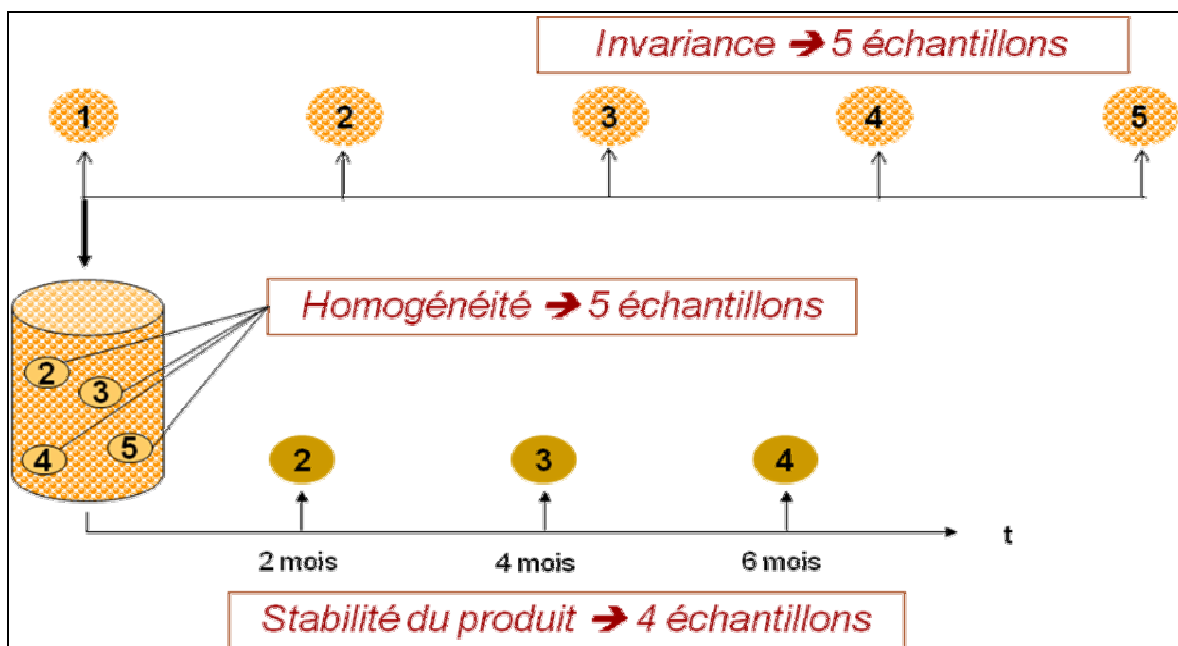 Invariance ➔ 5 échantillons
1 2 3 4 5
Homogénéité ➔ 5 échantillons
2
3
4 5
2 3 4
t
2 mois 4 mois 6 mois
Stabilité du produit ➔ 4 échantillons